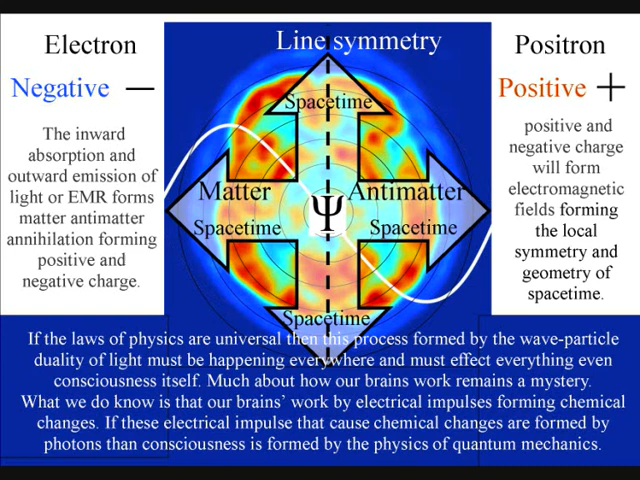 Line symmetry
Electron
Negative −
The inward
absorption and
outward emission of
light or EMR forms
matter antimatter
annihilation forming
positive and
negative charge.
Spacetime
Matter
Antimatter
Ψ
Spacetime
Spacetime
Spacetime
Positron
Positive +
positive and
negative charge
will form
electromagnetic
fields forming
the local
symmetry and
geometry of
spacetime.
If the laws of physics are universal then this process formed by the wave-particle
duality of light must be happening everywhere and must effect everything even
consciousness itself. Much about how our brains work remains a mystery.
What we do know is that our brains' work by electrical impulses forming chemical
changes. If these electrical impulse that cause chemical changes are formed by
photons than consciousness is formed by the physics of quantum mechanics.